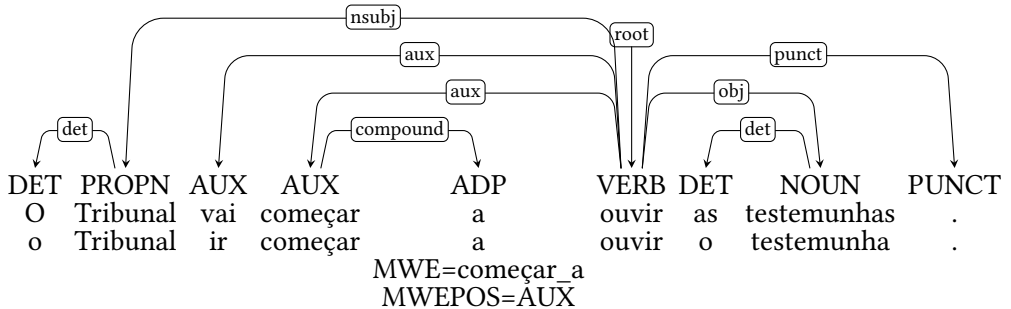 nsubj
root
aux
punct
aux
obj
det
compound
det
DET PROPN AUX AUX ADP VERB DET NOUN PUNCT
O Tribunal vai começar a ouvir as testemunhas .
o Tribunal ir começar a ouvir o testemunha .
MWE=começar_a
MWEPOS=AUX